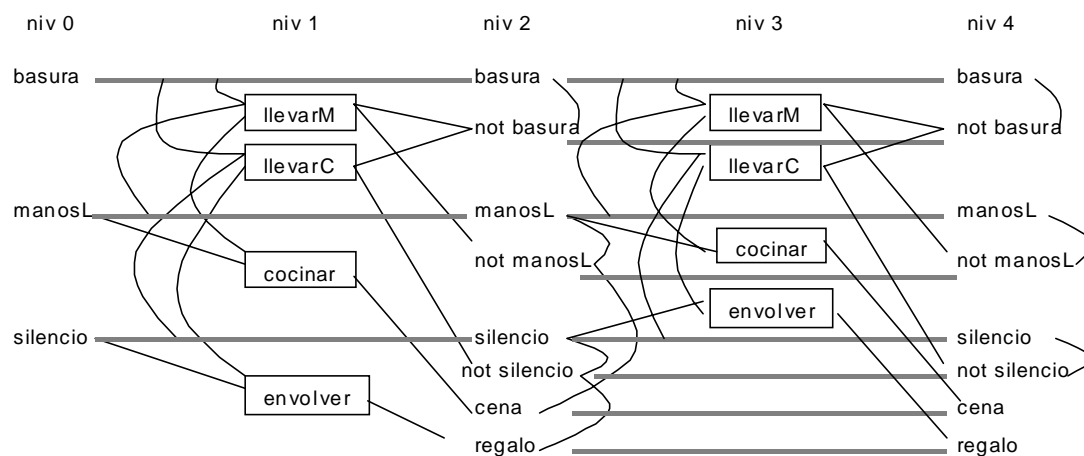 niv 0 niv 1 niv 2 niv 3 niv 4
basura basura basura
llevarM llevarM
not basura not basura
llevarC llevarC
manosL manosL manosL
cocinar
not manosL not manosL
cocinar
envolver
silencio silencio silencio
not silencio not silencio
envolver
cena cena
regalo regalo